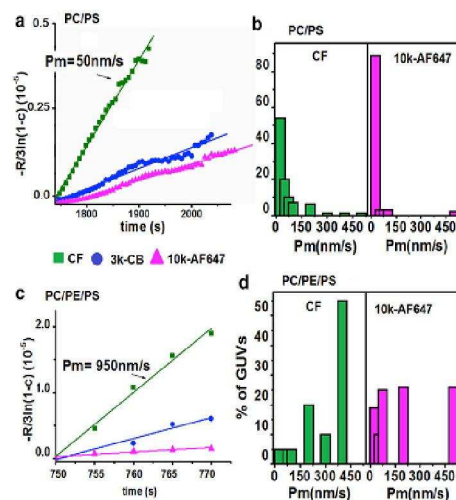 a
PC/PS
-0.5
0.25
0.0
-R/3ln(1-c) (10⁻⁵)
Pm=50nm/s
1800 1900 2000
time (s)
b
PC/PS
CF
10k-AF647
80
60
40
20
0
0 150 300 450 0 150 300 450
Pm(nm/s) Pm(nm/s)
CF 3k-CB 10k-AF647
c
PC/PE/PS
2.0
1.0
0.0
-R/3ln(1-c) (10⁻⁵)
Pm= 950nm/s
750 755 760 765 770
time (s)
d
PC/PE/PS
CF
10k-AF647
% of GUVs
50
40
30
20
10
0
0 150 300 450 0 150 300 450
Pm(nm/s) Pm(nm/s)